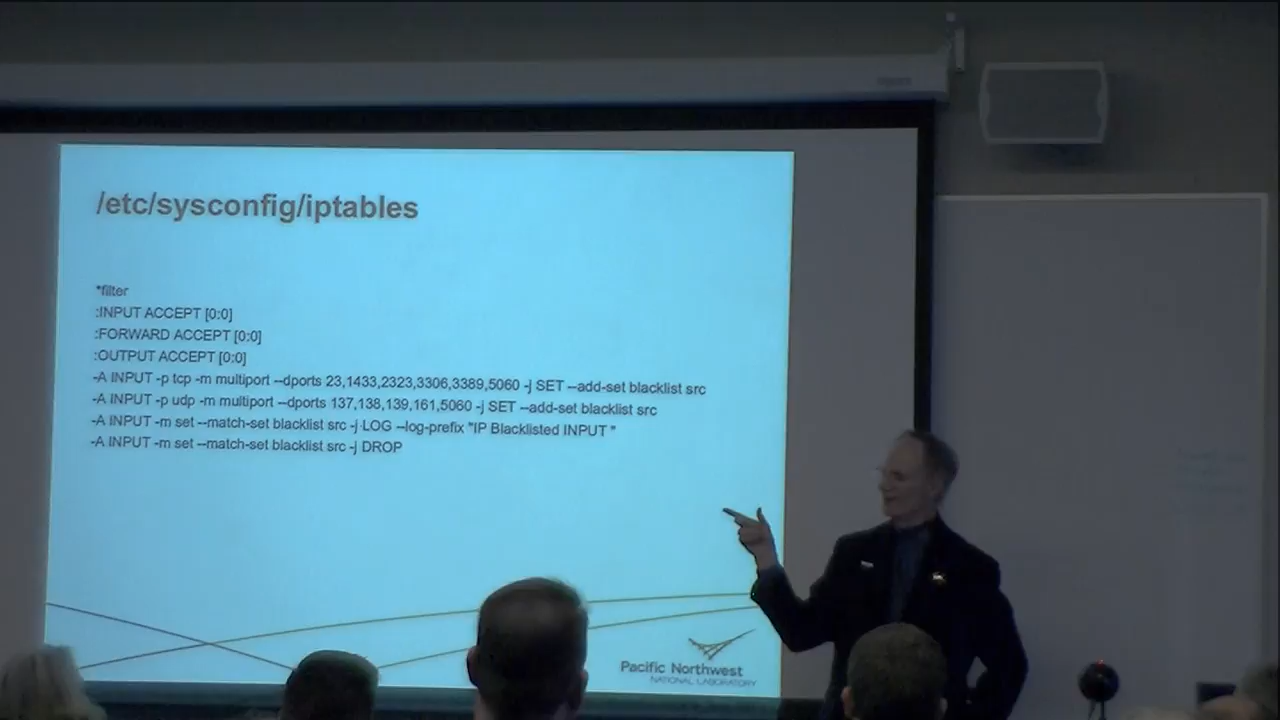 /etc/sysconfig/iptables
*filter
:INPUT ACCEPT [0:0]
:FORWARD ACCEPT [0:0]
:OUTPUT ACCEPT [0:0]
-A INPUT -p tcp -m multiport --dports 23,1433,2323,3306,3389,5060 -j SET --add-set blacklist src
-A INPUT -p udp -m multiport --dports 137,138,139,161,5060 -j SET --add-set blacklist src
-A INPUT -m set --match-set blacklist src -j LOG --log-prefix "IP Blacklisted INPUT "
-A INPUT -m set --match-set blacklist src -j DROP
Pacific Northwest
NATIONAL LABORATORY